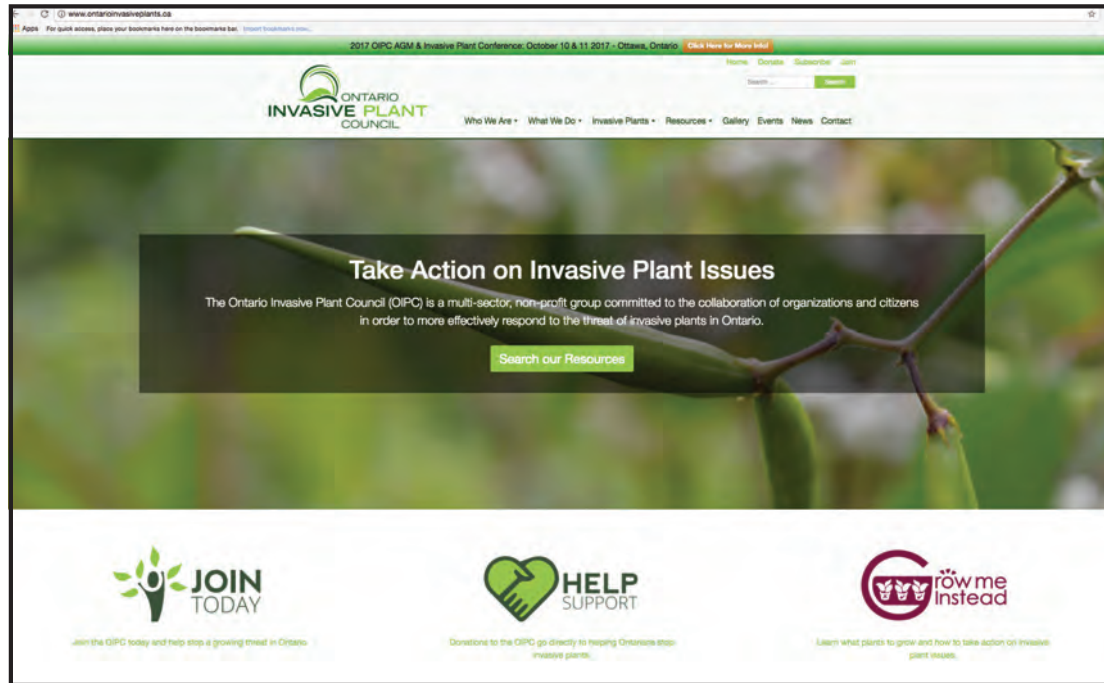 www.ontarioinvasiveplants.ca
Apps For quick access, place your bookmarks here on the bookmarks bar. Import bookmarks now...
2017 OIPC AGM & Invasive Plant Conference: October 10 & 11 2017 - Ottawa, Ontario Click Here for More Info!
Home Donate Subscribe Join
Search ... Search
ONTARIO
INVASIVE PLANT
COUNCIL
Who We Are What We Do Invasive Plants Resources Gallery Events News Contact
Take Action on Invasive Plant Issues
The Ontario Invasive Plant Council (OIPC) is a multi-sector, non-profit group committed to the collaboration of organizations and citizens
in order to more effectively respond to the threat of invasive plants in Ontario.
Search our Resources
JOIN
TODAY
Join the OIPC today and help stop a growing threat in Ontario.
HELP
SUPPORT
Donations to the OIPC go directly to helping Ontarians stop
invasive plants.
Grow me
instead
Learn what plants to grow and how to take action on invasive
plant issues.